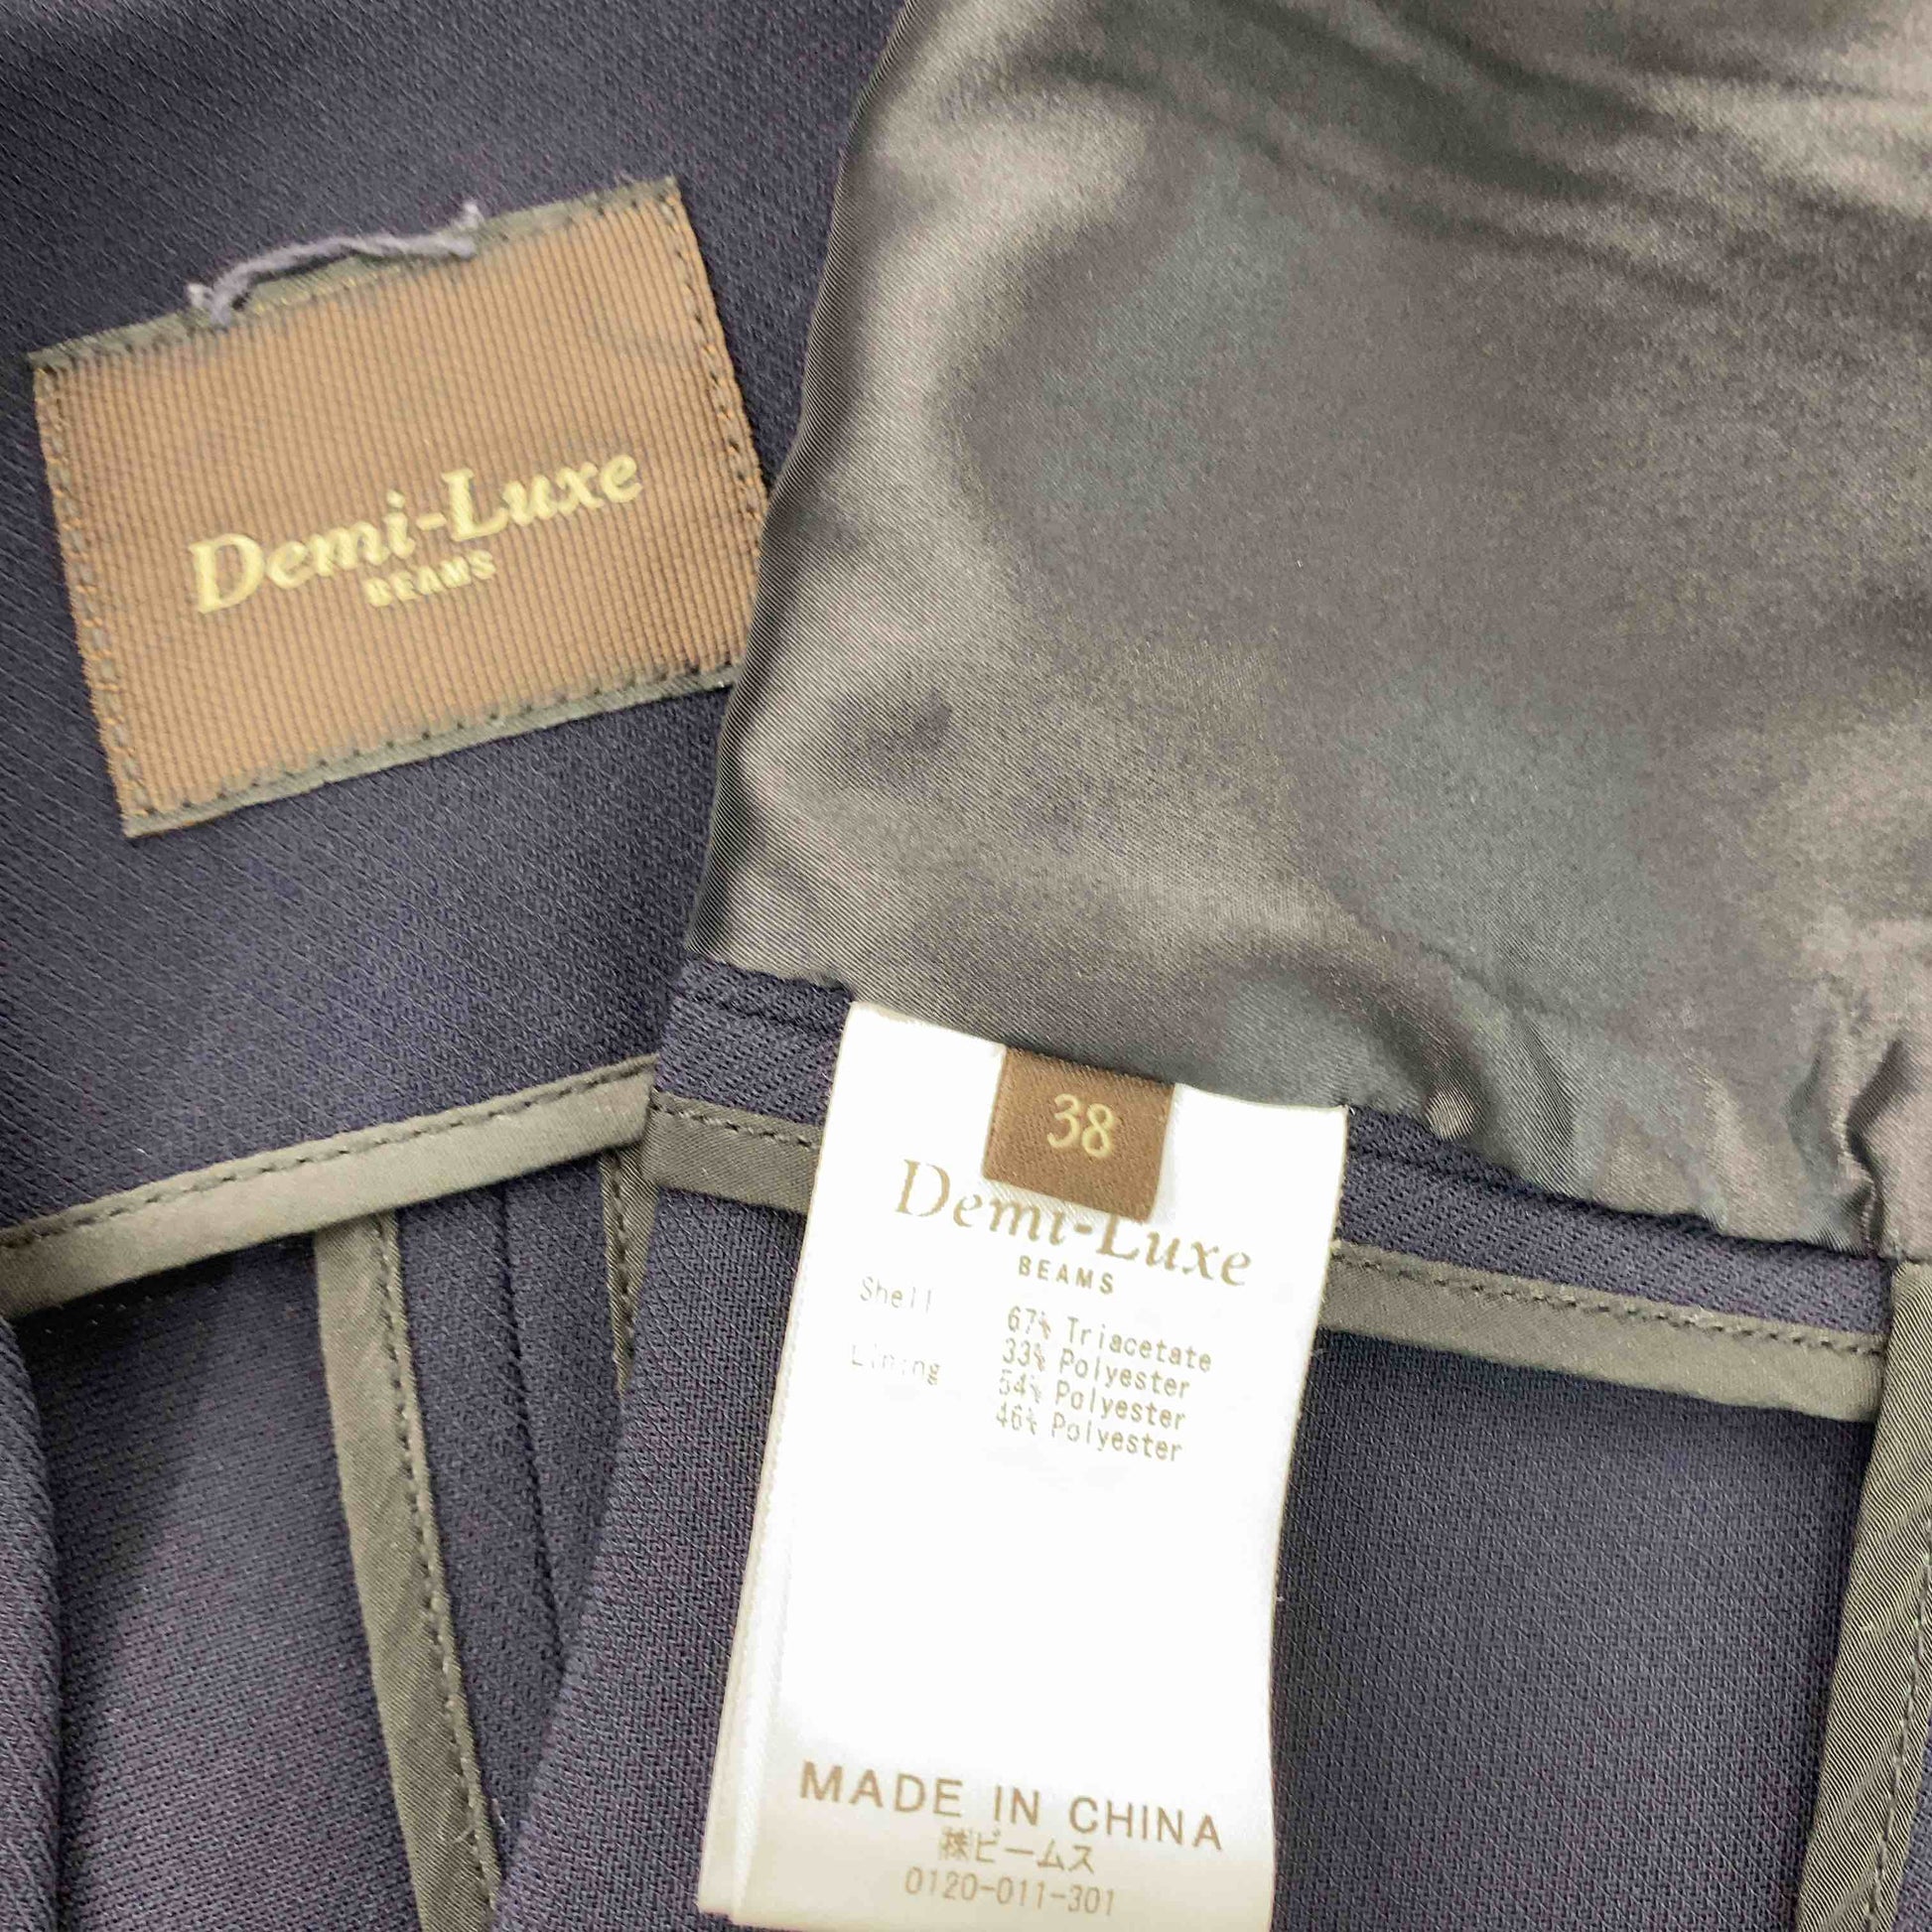 Demi-Luxe
BEAMS
38
Demi-Luxe
BEAMS
Shell 67% Triacetate
33% Polyester
Lining 54% Polyester
46% Polyester
MADE IN CHINA
㈱ビームス
0120-011-301